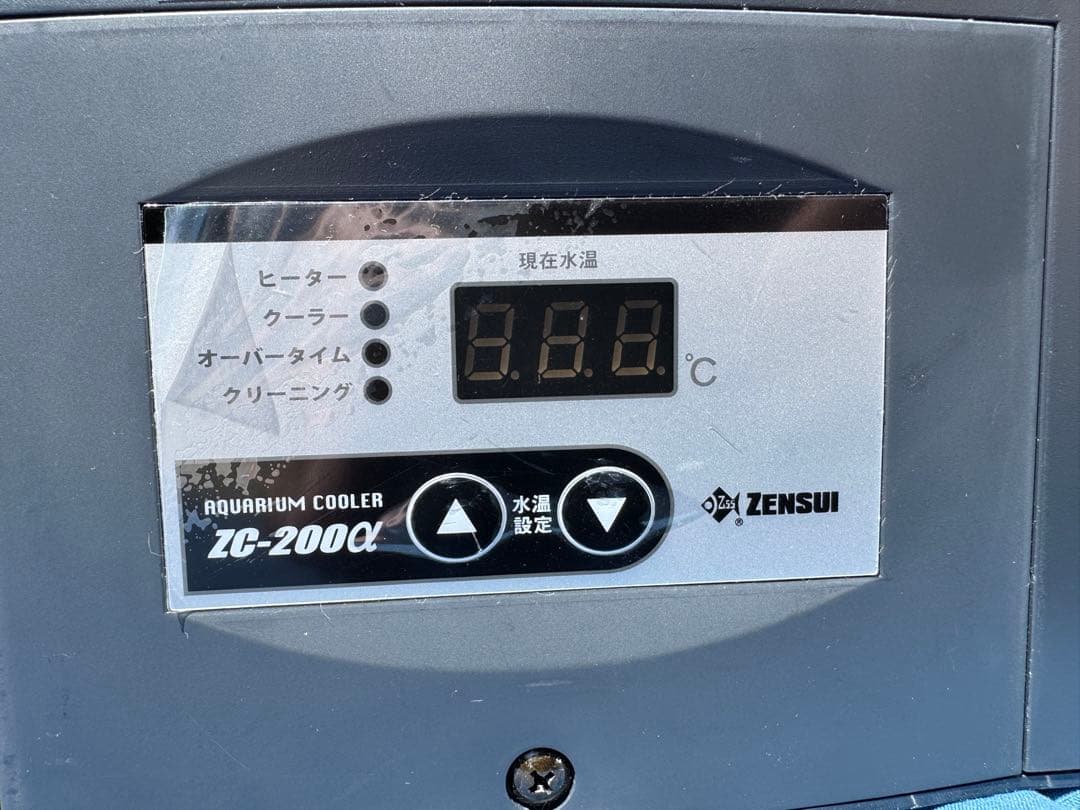 現在水温
ヒーター
クーラー
オーバータイム
クリーニング
℃
AQUARIUM COOLER
ZC-200α
水温
設定
Zss
® ZENSUI